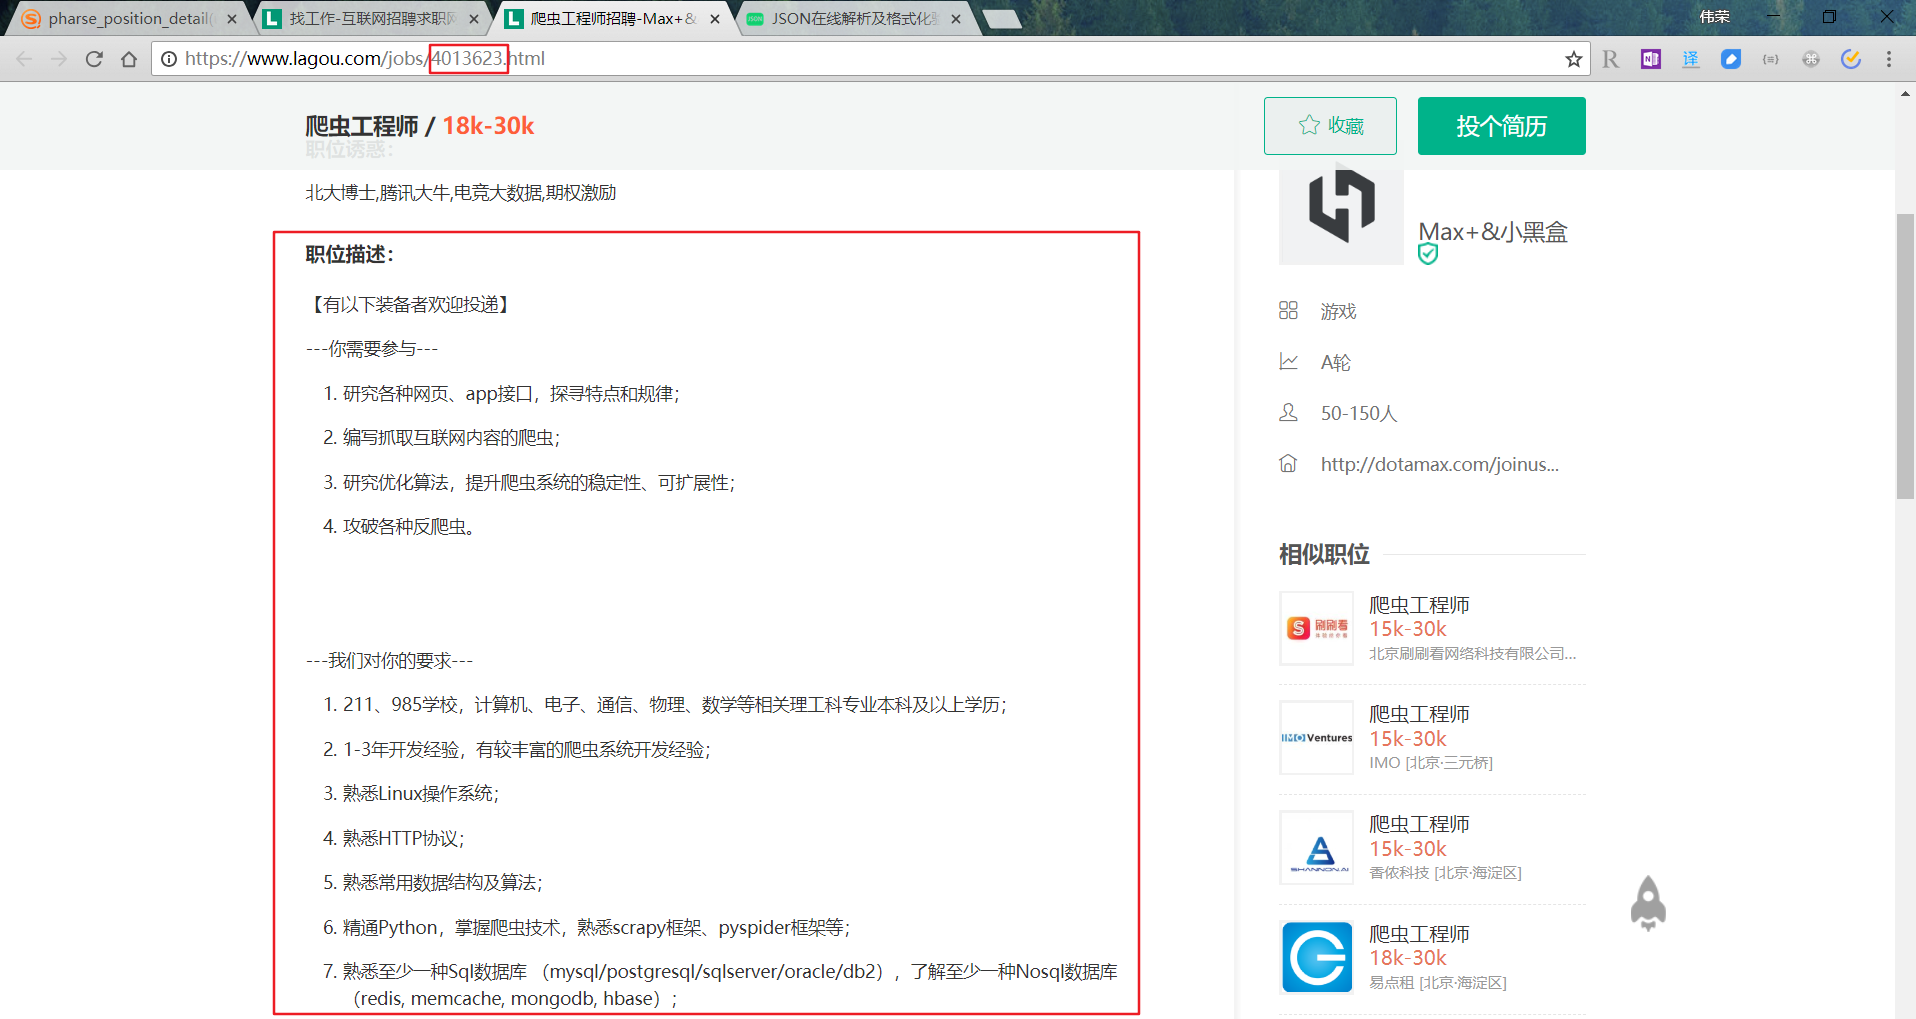 pharse_position_detail(
找工作-互联网招聘求职网
爬虫工程师招聘-Max+&
JSON在线解析及格式化验
伟荣
https://www.lagou.com/jobs/4013623.html
爬虫工程师 / 18k-30k
收藏
投个简历
职位诱惑：
北大博士,腾讯大牛,电竞大数据,期权激励
职位描述：
【有以下装备者欢迎投递】
---你需要参与---
1. 研究各种网页、app接口，探寻特点和规律；
2. 编写抓取互联网内容的爬虫；
3. 研究优化算法，提升爬虫系统的稳定性、可扩展性；
4. 攻破各种反爬虫。
---我们对你的要求---
1. 211、985学校，计算机、电子、通信、物理、数学等相关理工科专业本科及以上学历；
2. 1-3年开发经验，有较丰富的爬虫系统开发经验；
3. 熟悉Linux操作系统；
4. 熟悉HTTP协议；
5. 熟悉常用数据结构及算法；
6. 精通Python，掌握爬虫技术，熟悉scrapy框架、pyspider框架等；
7. 熟悉至少一种Sql数据库 （mysql/postgresql/sqlserver/oracle/db2），了解至少一种Nosql数据库
（redis, memcache, mongodb, hbase）；
Max+&小黑盒
游戏
A轮
50-150人
http://dotamax.com/joinus...
相似职位
刷刷看
爬虫工程师
15k-30k
北京刷刷看网络科技有限公司...
IMO Ventures
爬虫工程师
15k-30k
IMO [北京·三元桥]
SHANNON.AI
爬虫工程师
15k-30k
香侬科技 [北京·海淀区]
爬虫工程师
18k-30k
易点租 [北京·海淀区]